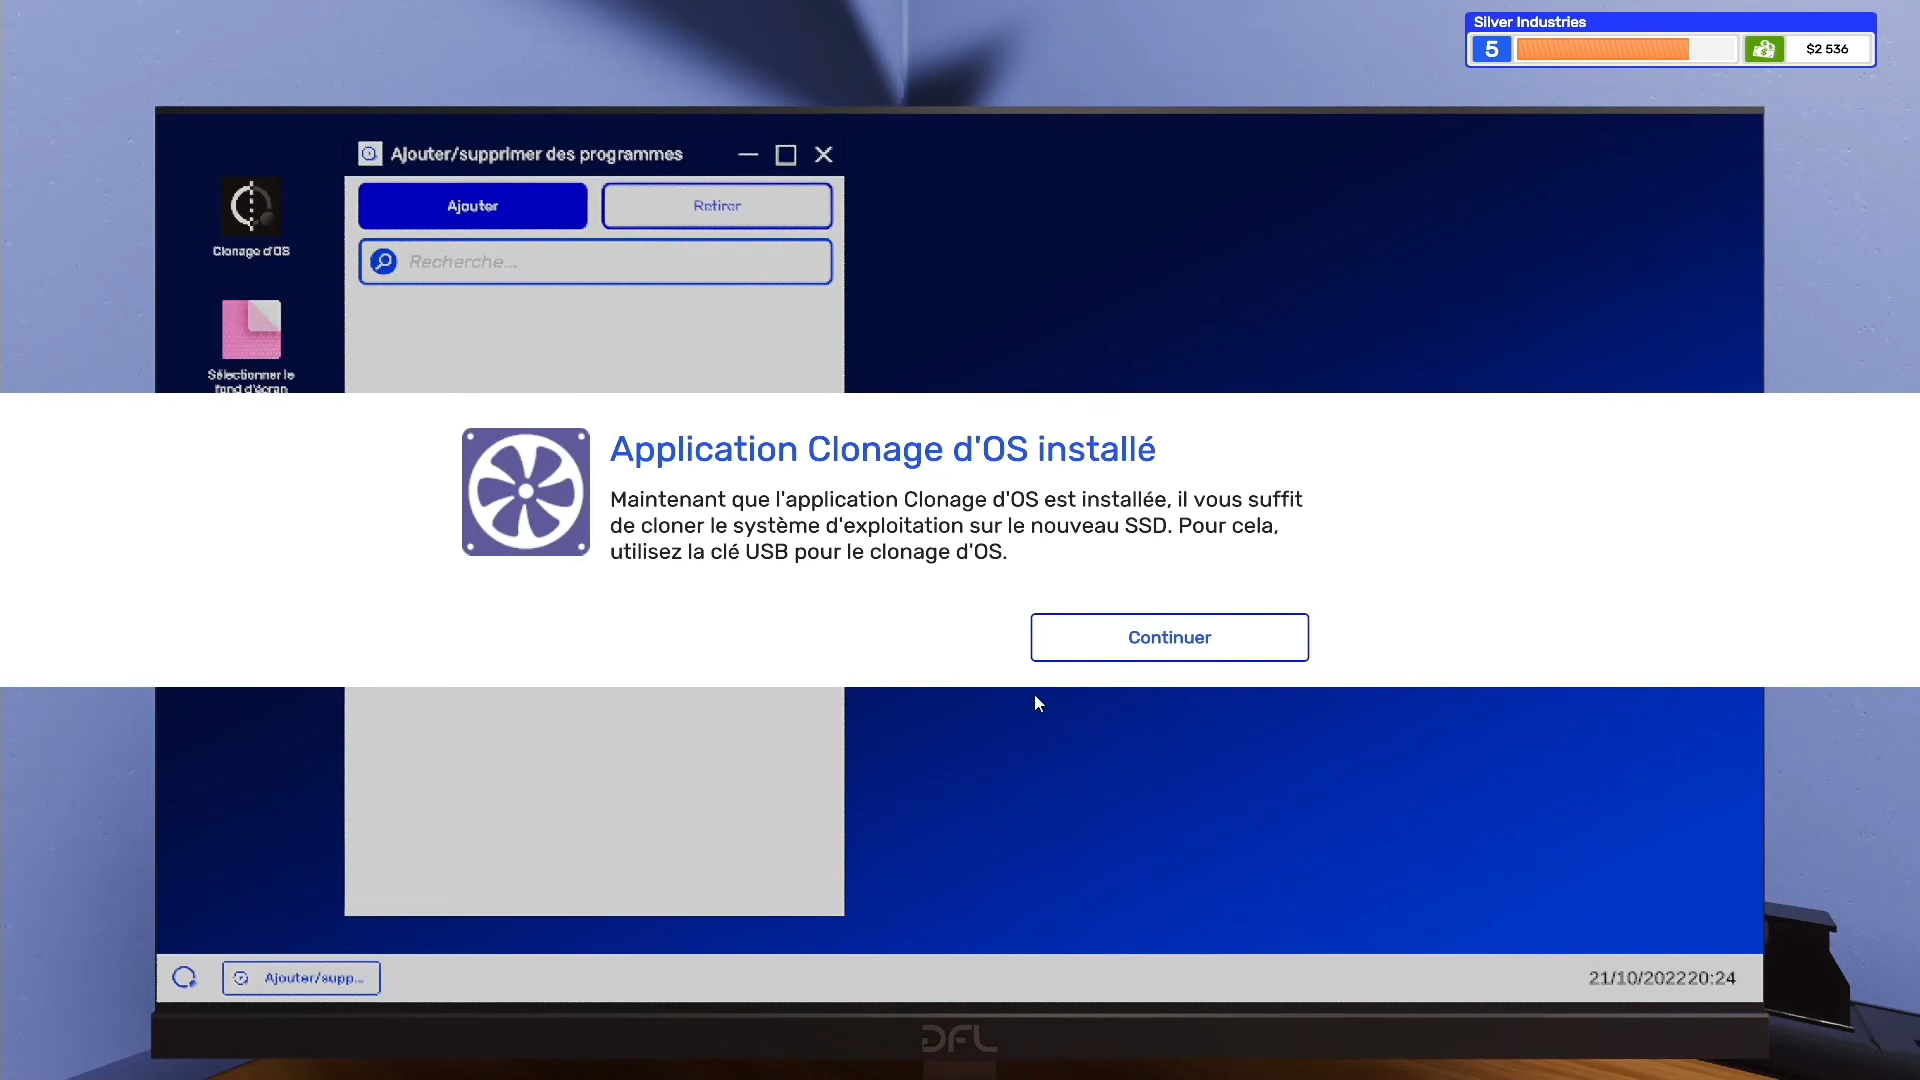 Silver Industries
5
$2 536
Ajouter/supprimer des programmes
Ajouter
Retirer
Recherche...
Clonage d'OS
Sélectionner le
fond d'écran
Application Clonage d'OS installé
Maintenant que l'application Clonage d'OS est installée, il vous suffit
de cloner le système d'exploitation sur le nouveau SSD. Pour cela,
utilisez la clé USB pour le clonage d'OS.
Continuer
Ajouter/supp...
21/10/202220:24
DFL